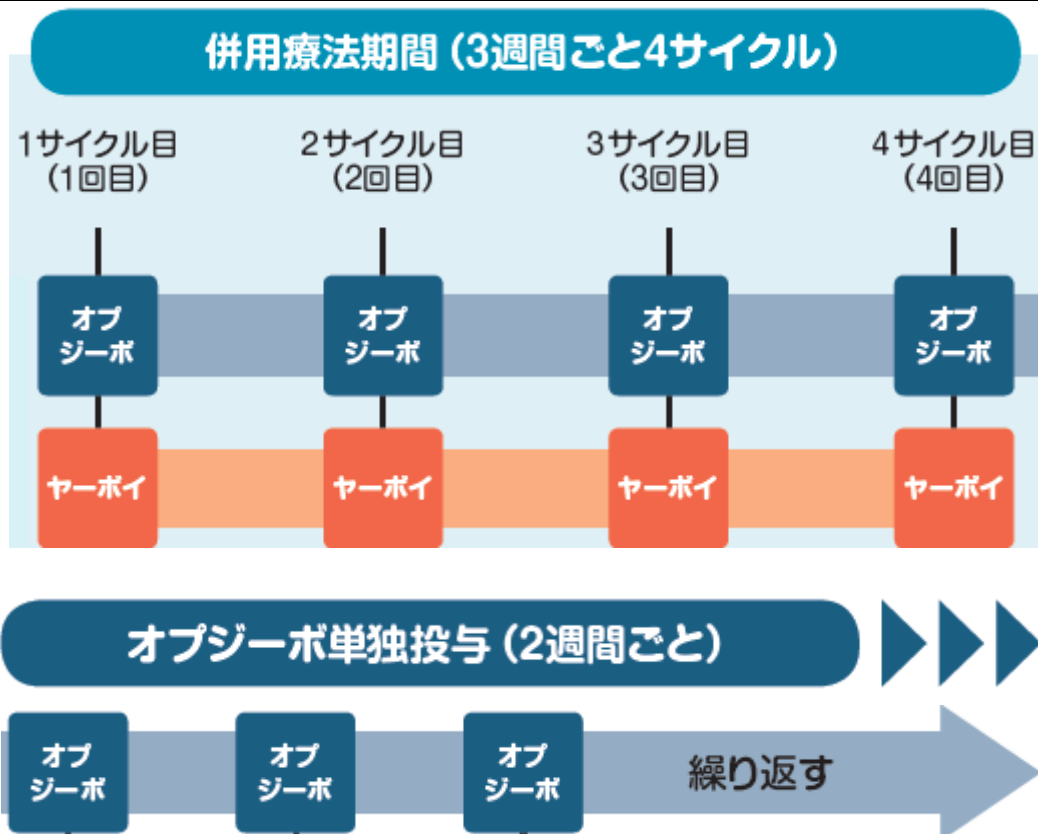 併用療法期間（3週間ごと4サイクル）
1サイクル目
（1回目）
2サイクル目
（2回目）
3サイクル目
（3回目）
4サイクル目
（4回目）
オプ
ジーボ
オプ
ジーボ
オプ
ジーボ
オプ
ジーボ
ヤーボイ
ヤーボイ
ヤーボイ
ヤーボイ
オプジーボ単独投与（2週間ごと）
オプ
ジーボ
オプ
ジーボ
オプ
ジーボ
繰り返す